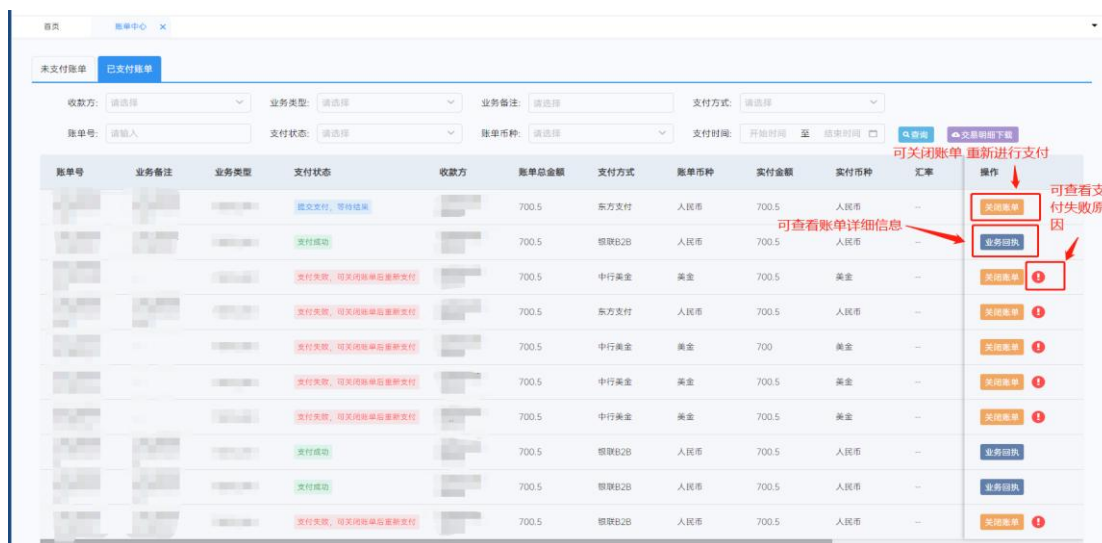 首页 账单中心 ×
未支付账单 已支付账单
收款方: 请选择 业务类型: 请选择 业务备注: 请选择 支付方式: 请选择
账单号: 请输入 支付状态: 请选择 账单币种: 请选择 支付时间: 开始时间 至 结束时间 查询 交易明细下载
可关闭账单 重新进行支付
账单号 业务备注 业务类型 支付状态 收款方 账单总金额 支付方式 账单币种 实付金额 实付币种 汇率 操作
可查看支
付失败原
因
提交支付、等待结果 700.5 东方支付 人民币 700.5 人民币 -- 关闭账单
可查看账单详细信息
支付成功 700.5 银联B2B 人民币 700.5 人民币 -- 业务回执
支付失败，可关闭账单后重新支付 700.5 中行美金 美金 700.5 美金 -- 关闭账单
支付失败，可关闭账单后重新支付 700.5 东方支付 人民币 700.5 人民币 -- 关闭账单
支付失败，可关闭账单后重新支付 700.5 中行美金 美金 700 美金 -- 关闭账单
支付失败，可关闭账单后重新支付 700.5 中行美金 美金 700.5 美金 -- 关闭账单
支付失败，可关闭账单后重新支付 700.5 中行美金 美金 700.5 美金 -- 关闭账单
支付成功 700.5 银联B2B 人民币 700.5 人民币 -- 业务回执
支付成功 700.5 银联B2B 人民币 700.5 人民币 -- 业务回执
支付失败，可关闭账单后重新支付 700.5 银联B2B 人民币 700.5 人民币 -- 关闭账单